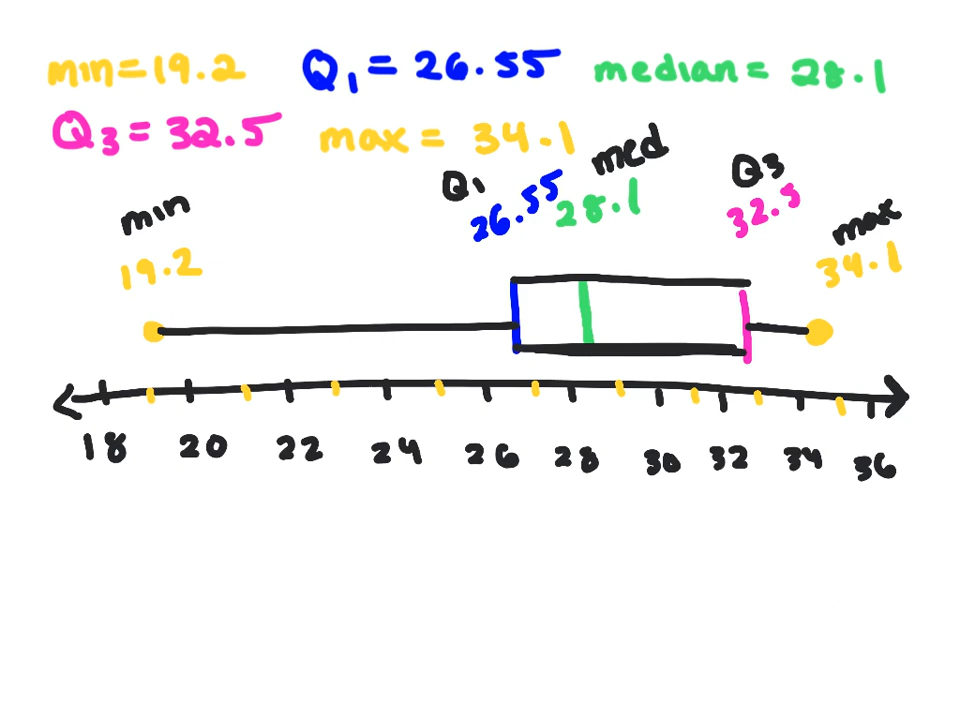 min=19.2 Q1 = 26.55 median= 28.1
Q3 = 32.5 max = 34.1
min 19.2
Q1 26.55
med 28.1
Q3 32.5
max 34.1
18 20 22 24 26 28 30 32 34 36